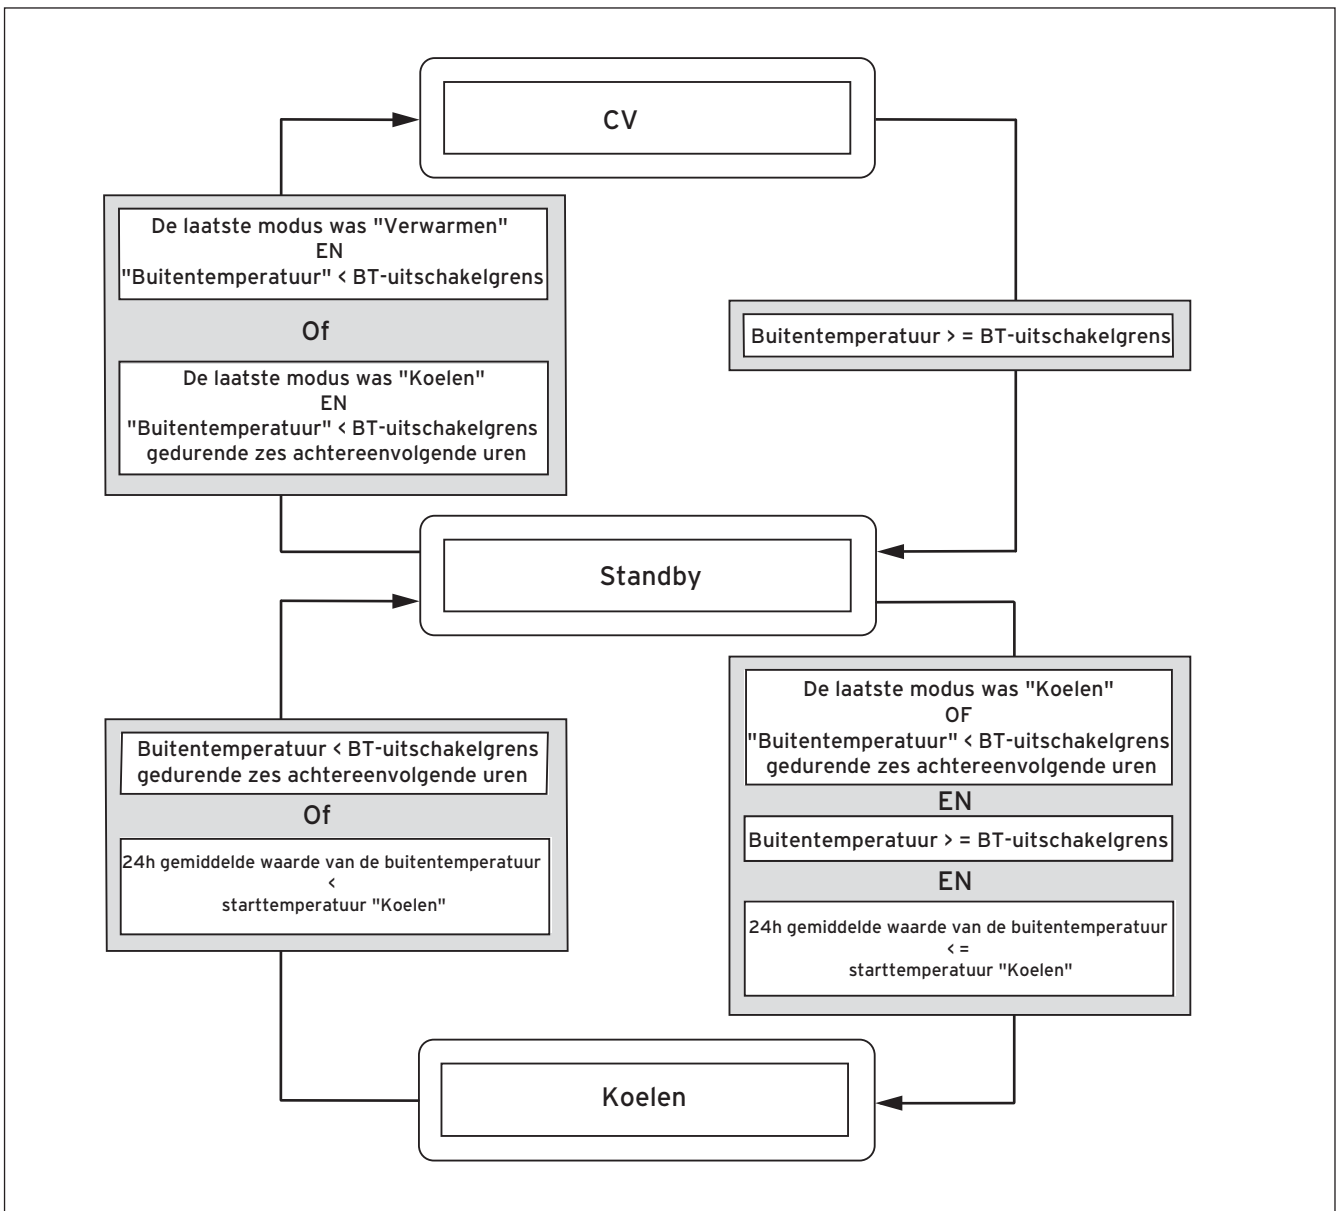 CV
De laatste modus was "Verwarmen"
EN
"Buitentemperatuur" < BT-uitschakelgrens
Of
De laatste modus was "Koelen"
EN
"Buitentemperatuur" < BT-uitschakelgrens
gedurende zes achtereenvolgende uren
Buitentemperatuur > = BT-uitschakelgrens
Standby
Buitentemperatuur < BT-uitschakelgrens
gedurende zes achtereenvolgende uren
Of
24h gemiddelde waarde van de buitentemperatuur
<
starttemperatuur "Koelen"
De laatste modus was "Koelen"
OF
"Buitentemperatuur" < BT-uitschakelgrens
gedurende zes achtereenvolgende uren
EN
Buitentemperatuur > = BT-uitschakelgrens
EN
24h gemiddelde waarde van de buitentemperatuur
< =
starttemperatuur "Koelen"
Koelen